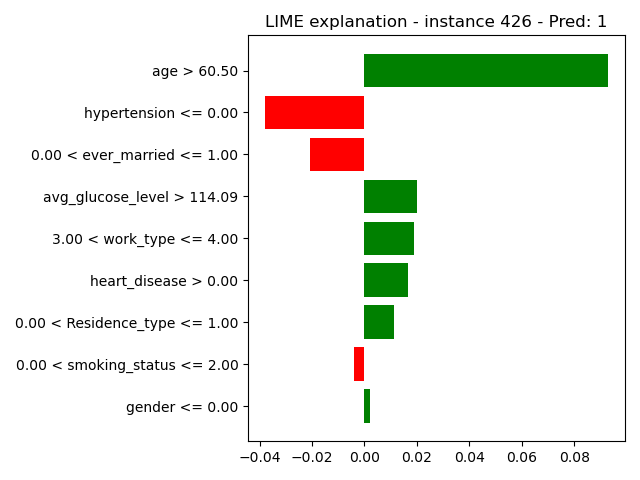 LIME explanation - instance 426 - Pred: 1
age > 60.50
hypertension <= 0.00
0.00 < ever_married <= 1.00
avg_glucose_level > 114.09
3.00 < work_type <= 4.00
heart_disease > 0.00
0.00 < Residence_type <= 1.00
0.00 < smoking_status <= 2.00
gender <= 0.00
−0.04 −0.02 0.00 0.02 0.04 0.06 0.08